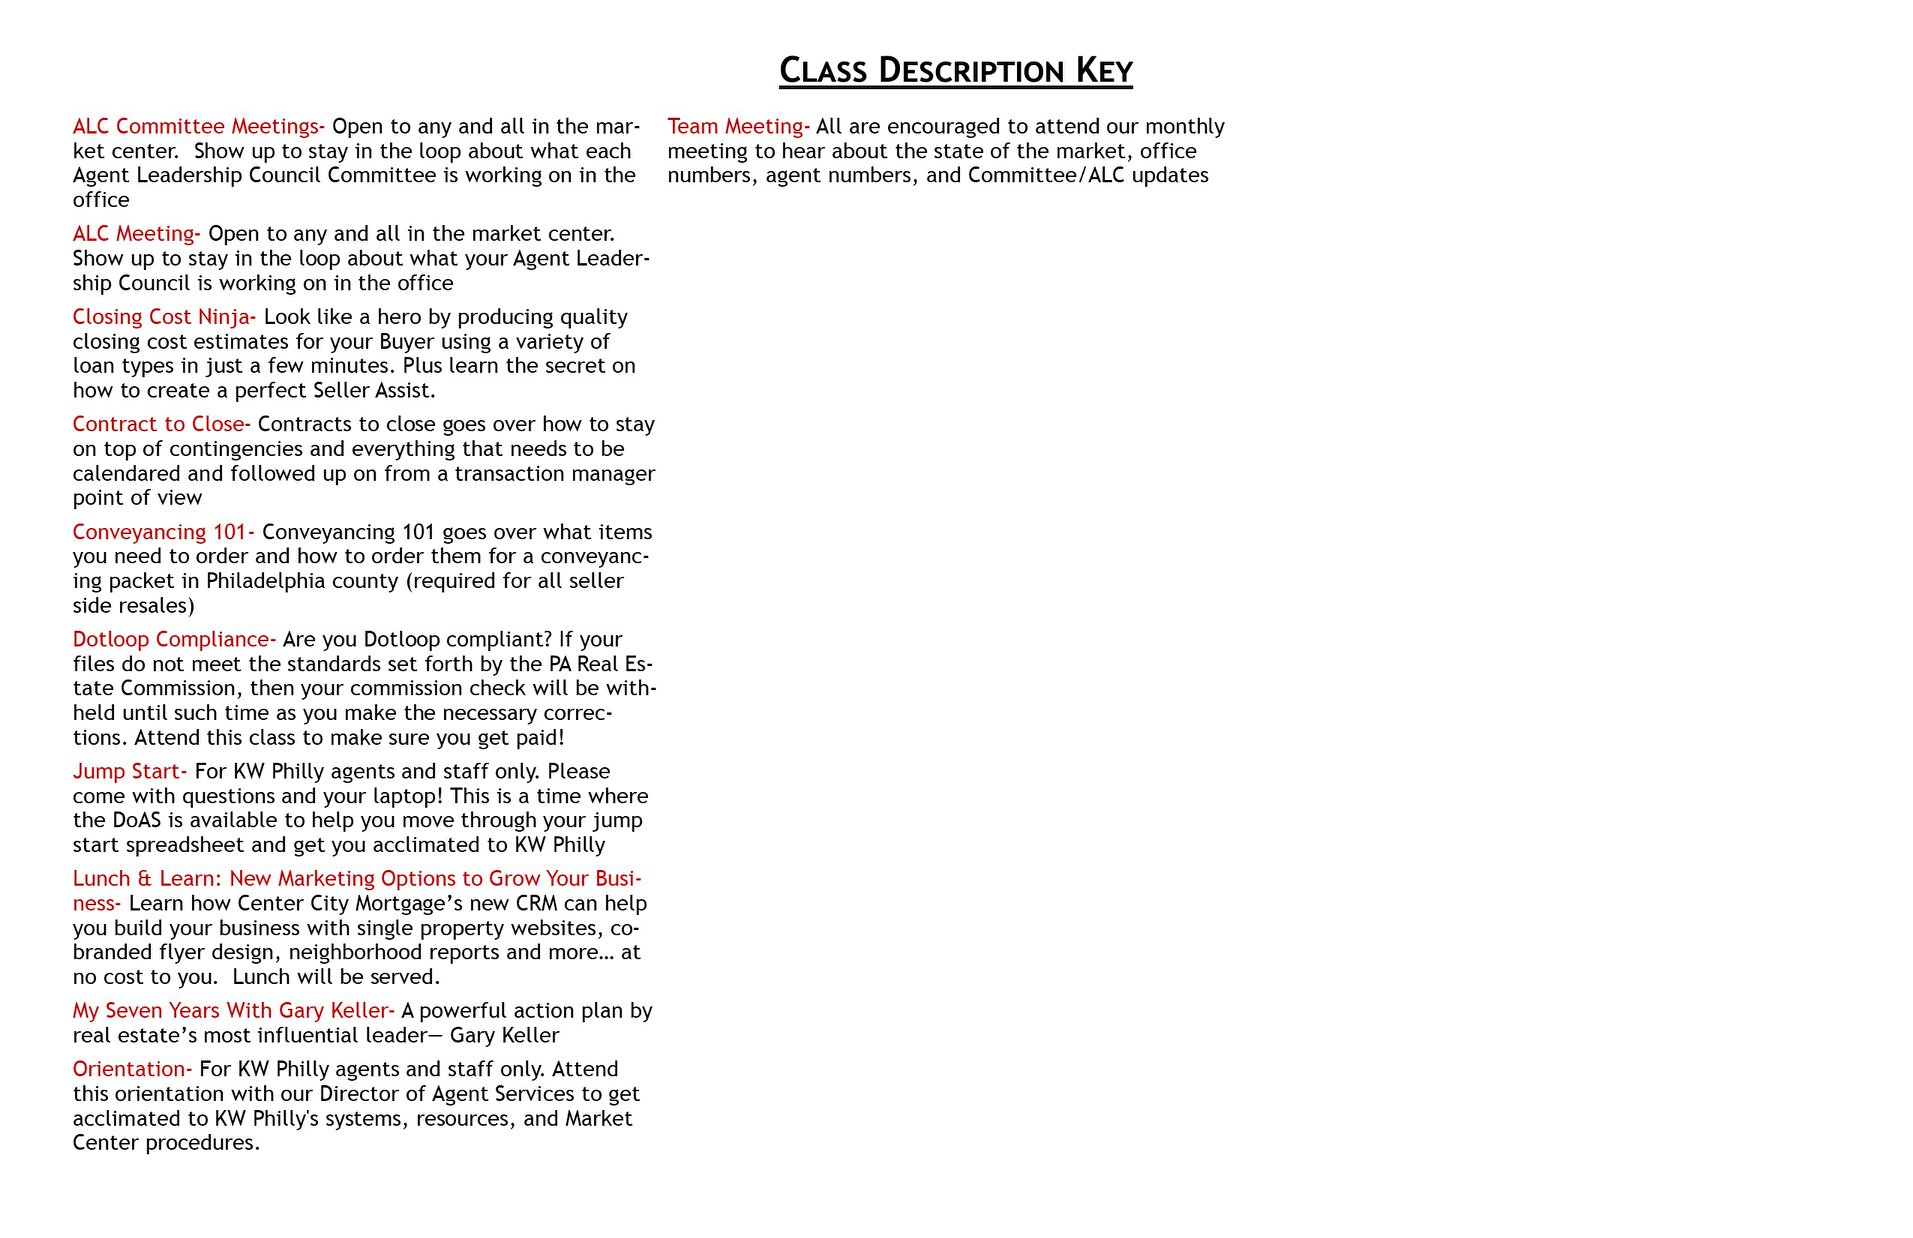 Class Description Key
ALC Committee Meetings- Open to any and all in the mar-
ket center.  Show up to stay in the loop about what each
Agent Leadership Council Committee is working on in the
office
ALC Meeting- Open to any and all in the market center.
Show up to stay in the loop about what your Agent Leader-
ship Council is working on in the office
Closing Cost Ninja- Look like a hero by producing quality
closing cost estimates for your Buyer using a variety of
loan types in just a few minutes. Plus learn the secret on
how to create a perfect Seller Assist.
Contract to Close- Contracts to close goes over how to stay
on top of contingencies and everything that needs to be
calendared and followed up on from a transaction manager
point of view
Conveyancing 101- Conveyancing 101 goes over what items
you need to order and how to order them for a conveyanc-
ing packet in Philadelphia county (required for all seller
side resales)
Dotloop Compliance- Are you Dotloop compliant? If your
files do not meet the standards set forth by the PA Real Es-
tate Commission, then your commission check will be with-
held until such time as you make the necessary correc-
tions. Attend this class to make sure you get paid!
Jump Start- For KW Philly agents and staff only. Please
come with questions and your laptop! This is a time where
the DoAS is available to help you move through your jump
start spreadsheet and get you acclimated to KW Philly
Lunch & Learn: New Marketing Options to Grow Your Busi-
ness- Learn how Center City Mortgage’s new CRM can help
you build your business with single property websites, co-
branded flyer design, neighborhood reports and more… at
no cost to you.  Lunch will be served.
My Seven Years With Gary Keller- A powerful action plan by
real estate’s most influential leader— Gary Keller
Orientation- For KW Philly agents and staff only. Attend
this orientation with our Director of Agent Services to get
acclimated to KW Philly's systems, resources, and Market
Center procedures.
Team Meeting- All are encouraged to attend our monthly
meeting to hear about the state of the market, office
numbers, agent numbers, and Committee/ALC updates